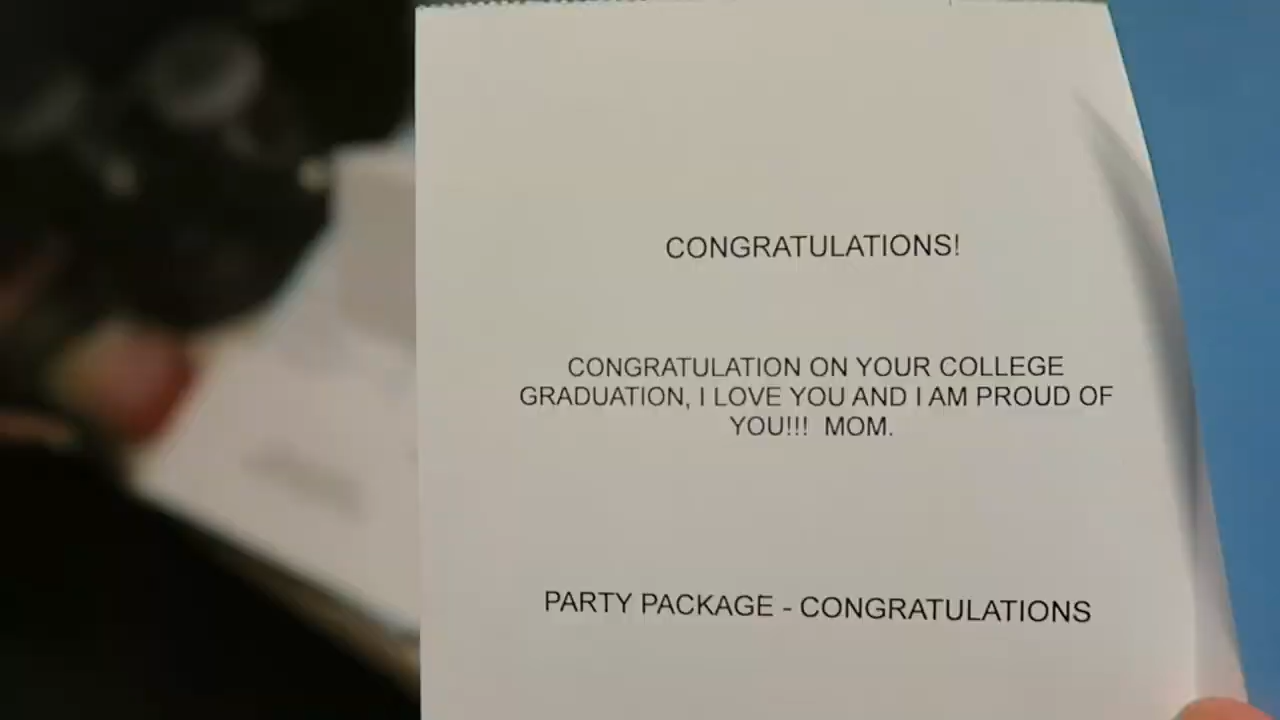 CONGRATULATIONS!
CONGRATULATION ON YOUR COLLEGE
GRADUATION, I LOVE YOU AND I AM PROUD OF
YOU!!! MOM.
PARTY PACKAGE - CONGRATULATIONS